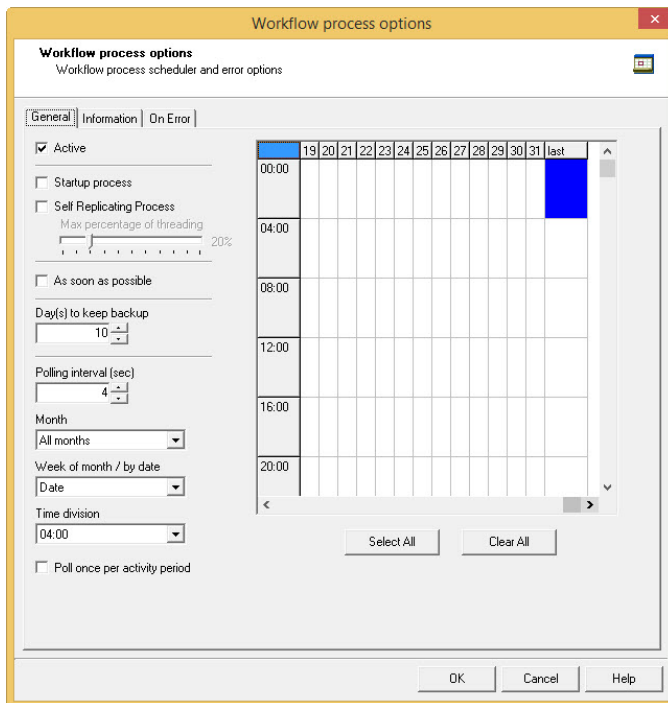 Workflow process options
Workflow process options
Workflow process scheduler and error options
General Information On Error
Active
Startup process
Self Replicating Process
Max percentage of threading
20%
As soon as possible
Day(s) to keep backup
10
Polling interval (sec)
4
Month
All months
Week of month / by date
Date
Time division
04:00
Poll once per activity period
19 20 21 22 23 24 25 26 27 28 29 30 31 last
00:00
04:00
08:00
12:00
16:00
20:00
Select All Clear All
OK Cancel Help